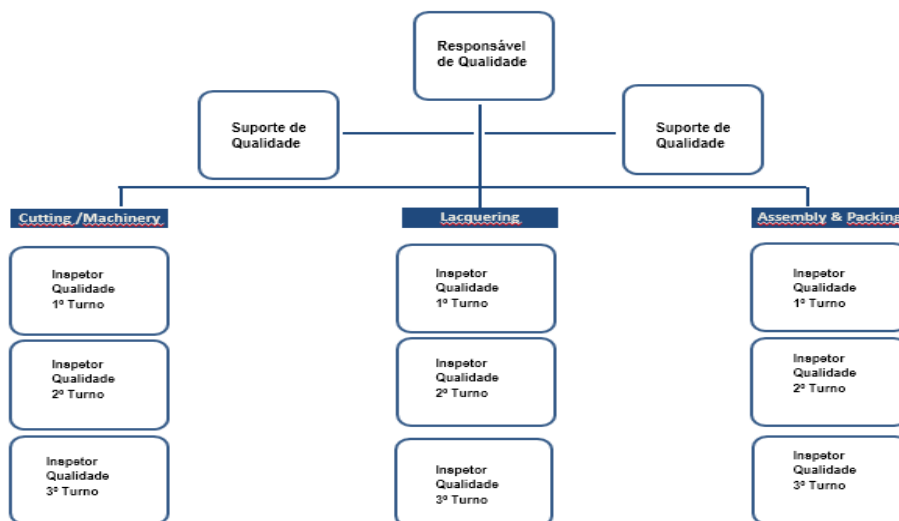 Responsável
de Qualidade
Suporte de
Qualidade
Suporte de
Qualidade
Cutting /Machinery
Lacquering
Assembly & Packing
Inspetor
Qualidade
1º Turno
Inspetor
Qualidade
1º Turno
Inspetor
Qualidade
1º Turno
Inspetor
Qualidade
2º Turno
Inspetor
Qualidade
2º Turno
Inspetor
Qualidade
2º Turno
Inspetor
Qualidade
3º Turno
Inspetor
Qualidade
3º Turno
Inspetor
Qualidade
3º Turno